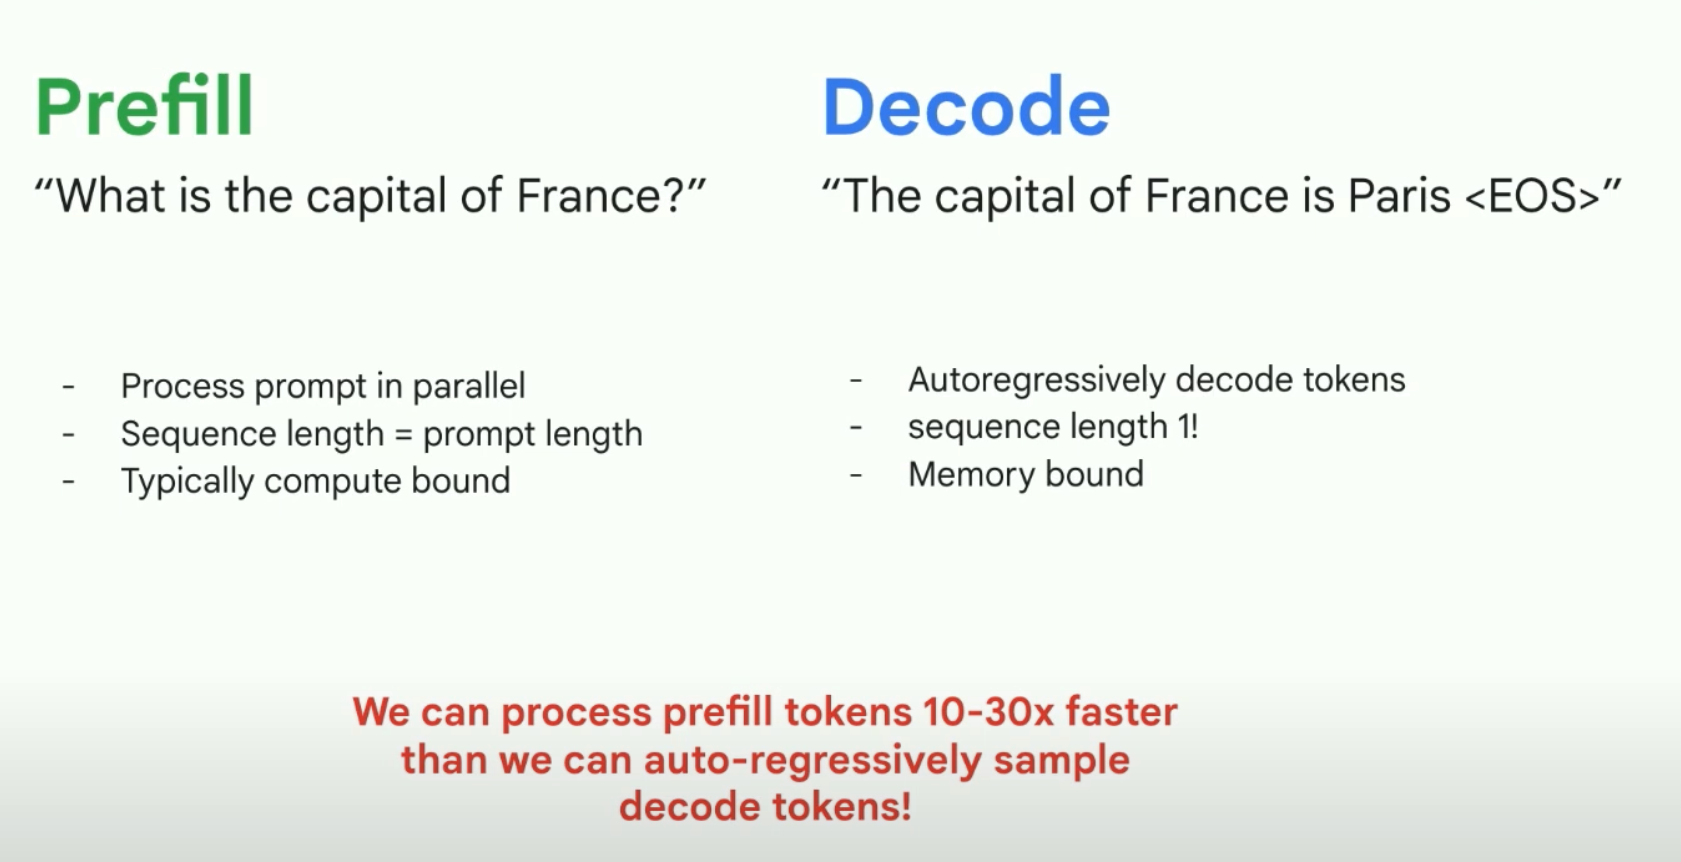 Prefill
“What is the capital of France?”
- Process prompt in parallel
- Sequence length = prompt length
- Typically compute bound
Decode
“The capital of France is Paris <EOS>”
- Autoregressively decode tokens
- sequence length 1!
- Memory bound
We can process prefill tokens 10-30x faster
than we can auto-regressively sample
decode tokens!